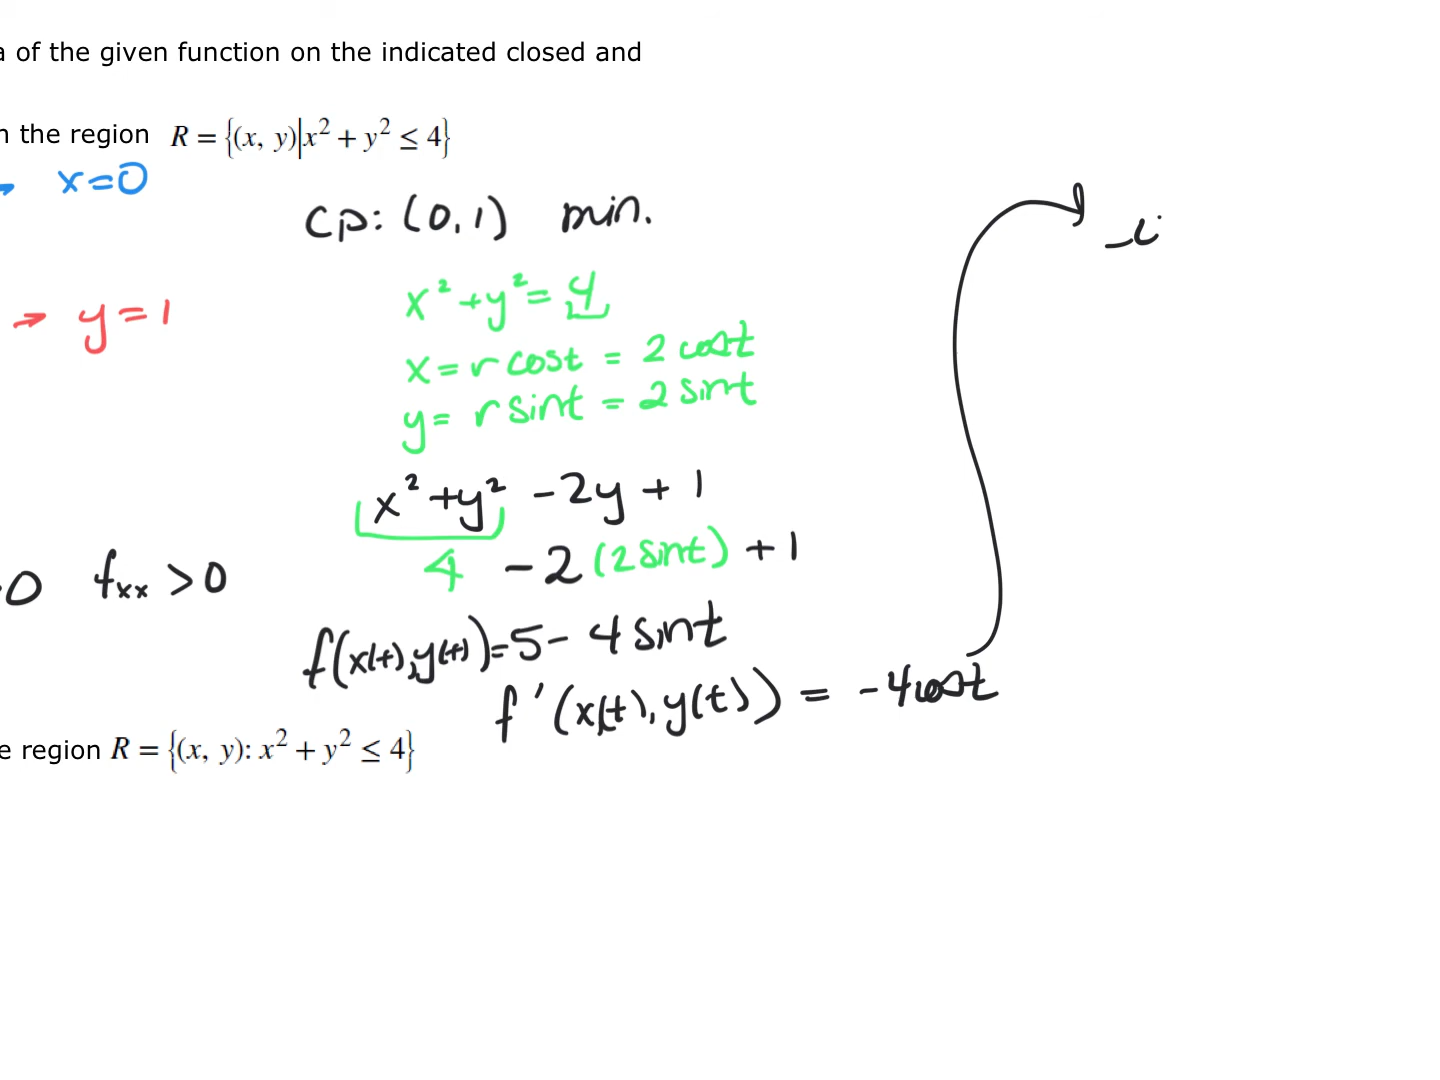 of the given function on the indicated closed and
the region R = {(x, y)|x² + y² ≤ 4}
x=0
cp: (0,1) min.
x² + y² = 4
→ y=1
x = r cost = 2 cost
y = r sint = 2 sint
x² + y² - 2y + 1
4 - 2 (2 sint) + 1
0 fxx > 0
f(x(t), y(t)) = 5 - 4 sint
f'(x(t), y(t)) = -4cost
region R = {(x, y): x² + y² ≤ 4}